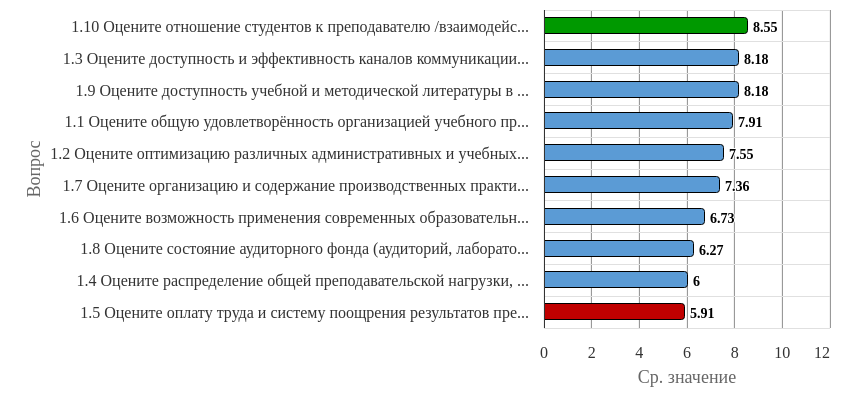 1.10 Оцените отношение студентов к преподавателю /взаимодейс... 8.55
1.3 Оцените доступность и эффективность каналов коммуникации... 8.18
1.9 Оцените доступность учебной и методической литературы в ... 8.18
1.1 Оцените общую удовлетворённость организацией учебного пр... 7.91
1.2 Оцените оптимизацию различных административных и учебных... 7.55
1.7 Оцените организацию и содержание производственных практи... 7.36
1.6 Оцените возможность применения современных образовательн... 6.73
1.8 Оцените состояние аудиторного фонда (аудиторий, лаборато... 6.27
1.4 Оцените распределение общей преподавательской нагрузки, ... 6
1.5 Оцените оплату труда и систему поощрения результатов пре... 5.91
Вопрос
0 2 4 6 8 10 12
Ср. значение